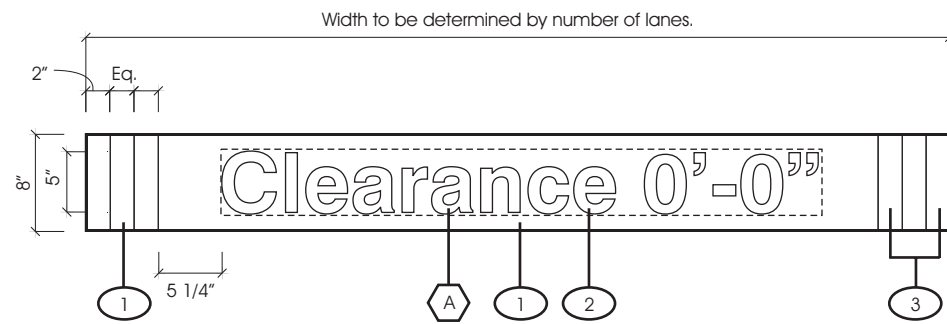 Width to be determined by number of lanes.
2" Eq.
8"
5"
Clearance 0'-0"
5 1/4"
1 A 1 2 3